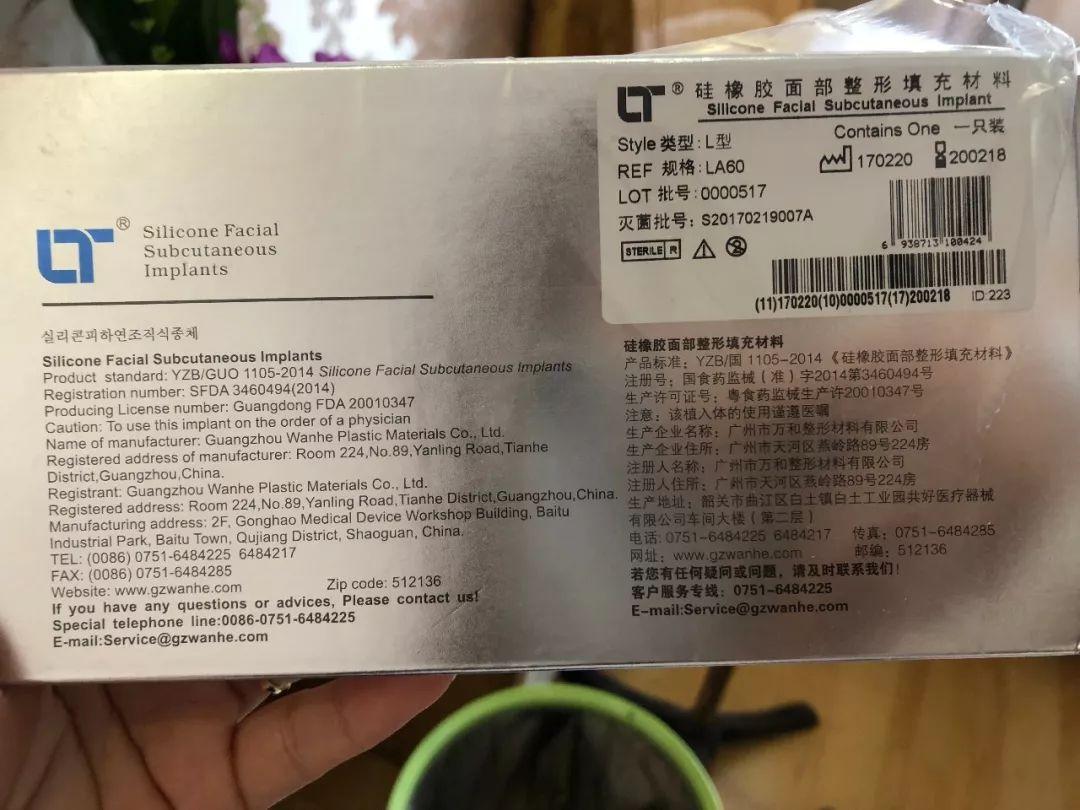 LT® 硅橡胶面部整形填充材料
Silicone Facial Subcutaneous Implant
Style 类型: L型
Contains One 一只装
REF 规格: LA60
170220
200218
LOT 批号: 0000517
灭菌批号: S20170219007A
STERILE R
6 938713 100424
(11)170220(10)0000517(17)200218
ID:223
LT®
Silicone Facial
Subcutaneous
Implants
실리콘피하연조직식종체
Silicone Facial Subcutaneous Implants
Product standard: YZB/GUO 1105-2014 Silicone Facial Subcutaneous Implants
Registration number: SFDA 3460494(2014)
Producing License number: Guangdong FDA 20010347
Caution: To use this implant on the order of a physician
Name of manufacturer: Guangzhou Wanhe Plastic Materials Co., Ltd.
Registered address of manufacturer: Room 224,No.89,Yanling Road,Tianhe
District,Guangzhou,China.
Registrant: Guangzhou Wanhe Plastic Materials Co., Ltd.
Registered address: Room 224,No.89,Yanling Road,Tianhe District,Guangzhou,China.
Manufacturing address: 2F, Gonghao Medical Device Workshop Building, Baitu
Industrial Park, Baitu Town, Qujiang District, Shaoguan, China.
TEL: (0086) 0751-6484225 6484217
FAX: (0086) 0751-6484285
Website: www.gzwanhe.com
Zip code: 512136
If you have any questions or advices, Please contact us!
Special telephone line:0086-0751-6484225
E-mail:Service@gzwanhe.com
硅橡胶面部整形填充材料
产品标准: YZB/国 1105-2014《硅橡胶面部整形填充材料》
注册号: 国食药监械(准)字2014第3460494号
生产许可证号: 粤食药监械生产许20010347号
注意: 该植入体的使用谨遵医嘱
生产企业名称: 广州市万和整形材料有限公司
生产企业住所: 广州市天河区燕岭路89号224房
注册人名称: 广州市万和整形材料有限公司
注册人住所: 广州市天河区燕岭路89号224房
生产地址: 韶关市曲江区白土镇白土工业园共好医疗器械
有限公司车间大楼(第二层)
电话: 0751-6484225 6484217 传真: 0751-6484285
网址: www.gzwanhe.com 邮编: 512136
若您有任何疑问或问题, 请及时联系我们!
客户服务专线: 0751-6484225
E-mail:Service@gzwanhe.com